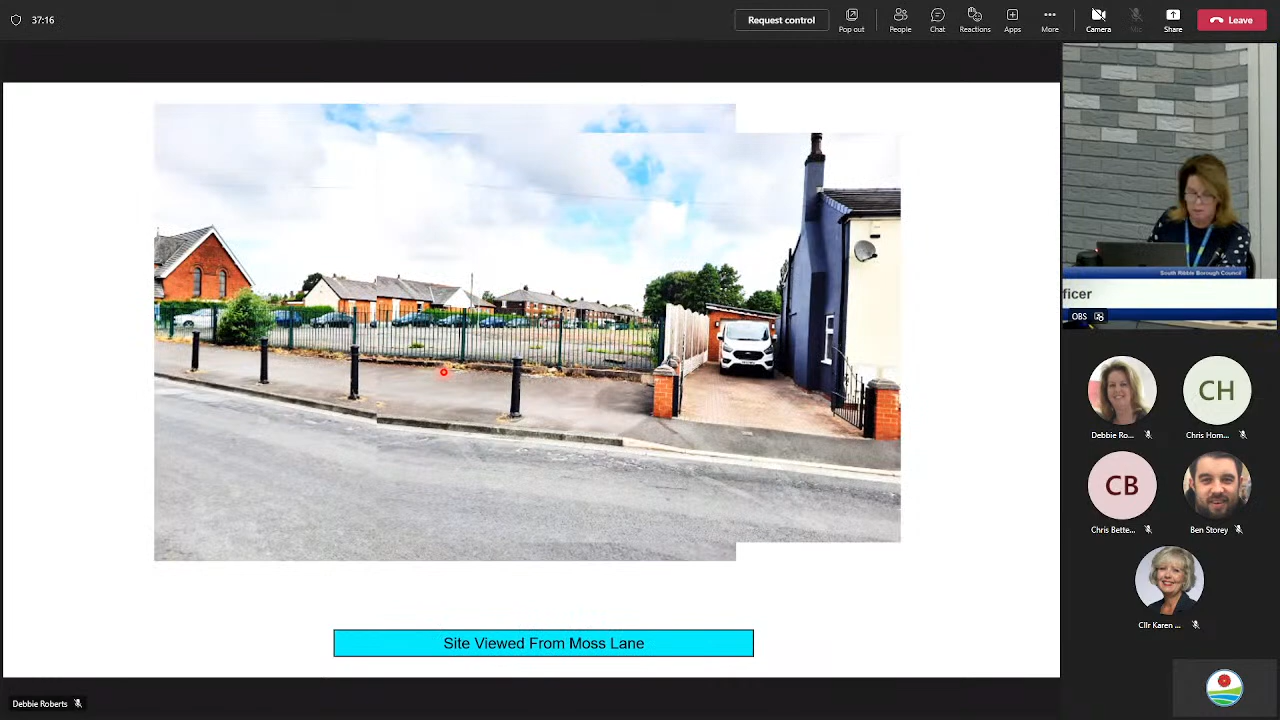 37:16
Request control
Pop out
People
Chat
Reactions
Apps
More
Camera
Mic
Share
Leave
South Ribble Borough Council
ficer
OBS
Debbie Ro...
CH
Chris Hom...
CB
Chris Bette...
Ben Storey
Cllr Karen ...
Site Viewed From Moss Lane
Debbie Roberts